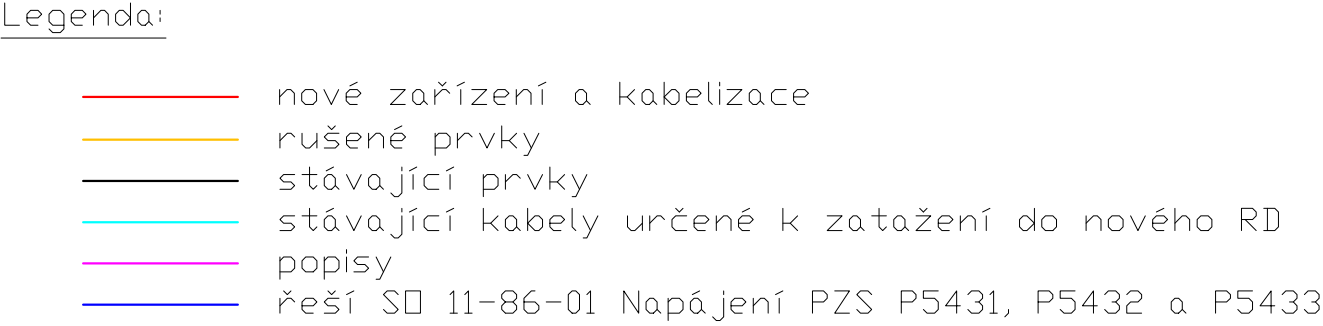 Legenda:
nové zařízení a kabelizace
rušené prvky
stávající prvky
stávající kabely určené k zatažení do nového RD
popisy
řeší SO 11-86-01 Napájení PZS P5431, P5432 a P5433